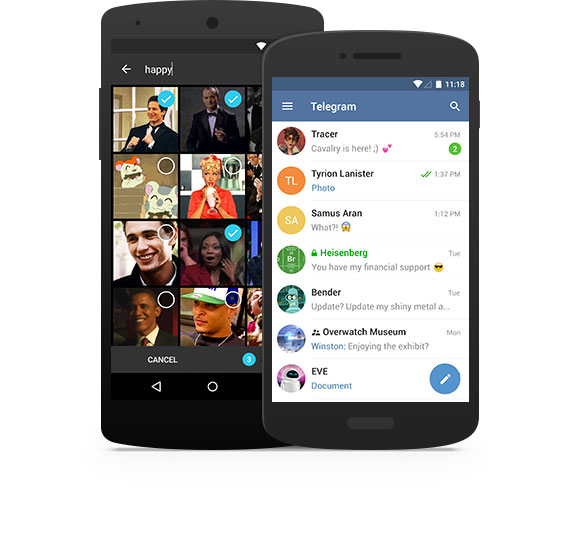 happy
CANCEL
3
11:18
Telegram
Tracer
5:54 PM
Cavalry is here! ;) 💕
2
TL
Tyrion Lanister
1:37 PM
Photo
SA
Samus Aran
1:12 PM
What?! 😱
Br
Heisenberg
Tue
You have my financial support 😎
Bender
Tue
Update? Update my shiny metal a...
Overwatch Museum
Mon
Winston: Enjoying the exhibit?
EVE
Document